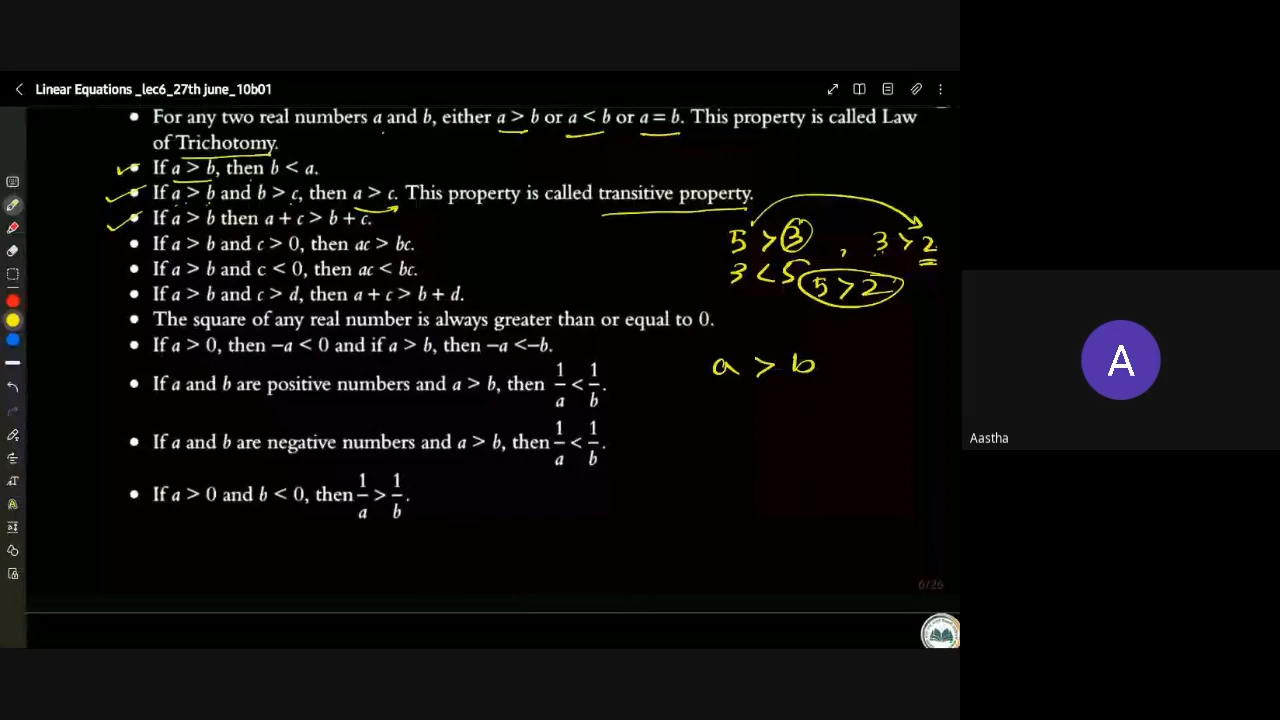 Linear Equations _lec6_27th june_10b01
• For any two real numbers a and b, either a > b or a < b or a = b. This property is called Law
of Trichotomy.
• If a > b, then b < a.
• If a > b and b > c, then a > c. This property is called transitive property.
• If a > b then a + c > b + c.
5 > 3 , 3 > 2
• If a > b and c > 0, then ac > bc.
• If a > b and c < 0, then ac < bc.
3 < 5 5 > 2
• If a > b and c > d, then a + c > b + d.
• The square of any real number is always greater than or equal to 0.
• If a > 0, then −a < 0 and if a > b, then −a <−b.
a > b
• If a and b are positive numbers and a > b, then 1/a < 1/b.
• If a and b are negative numbers and a > b, then 1/a < 1/b.
• If a > 0 and b < 0, then 1/a > 1/b.
6/26
A
Aastha